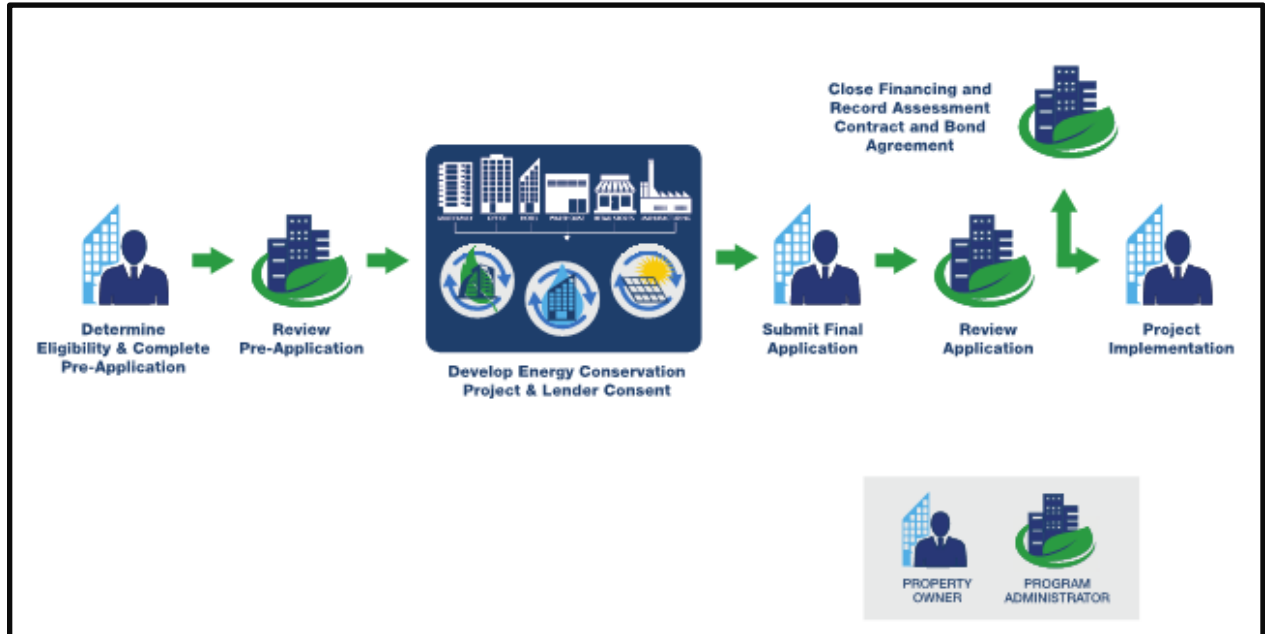 Close Financing and
Record Assessment
Contract and Bond
Agreement
Determine
Eligibility & Complete
Pre-Application
Review
Pre-Application
Develop Energy Conservation
Project & Lender Consent
Submit Final
Application
Review
Application
Project
Implementation
PROPERTY
OWNER
PROGRAM
ADMINISTRATOR